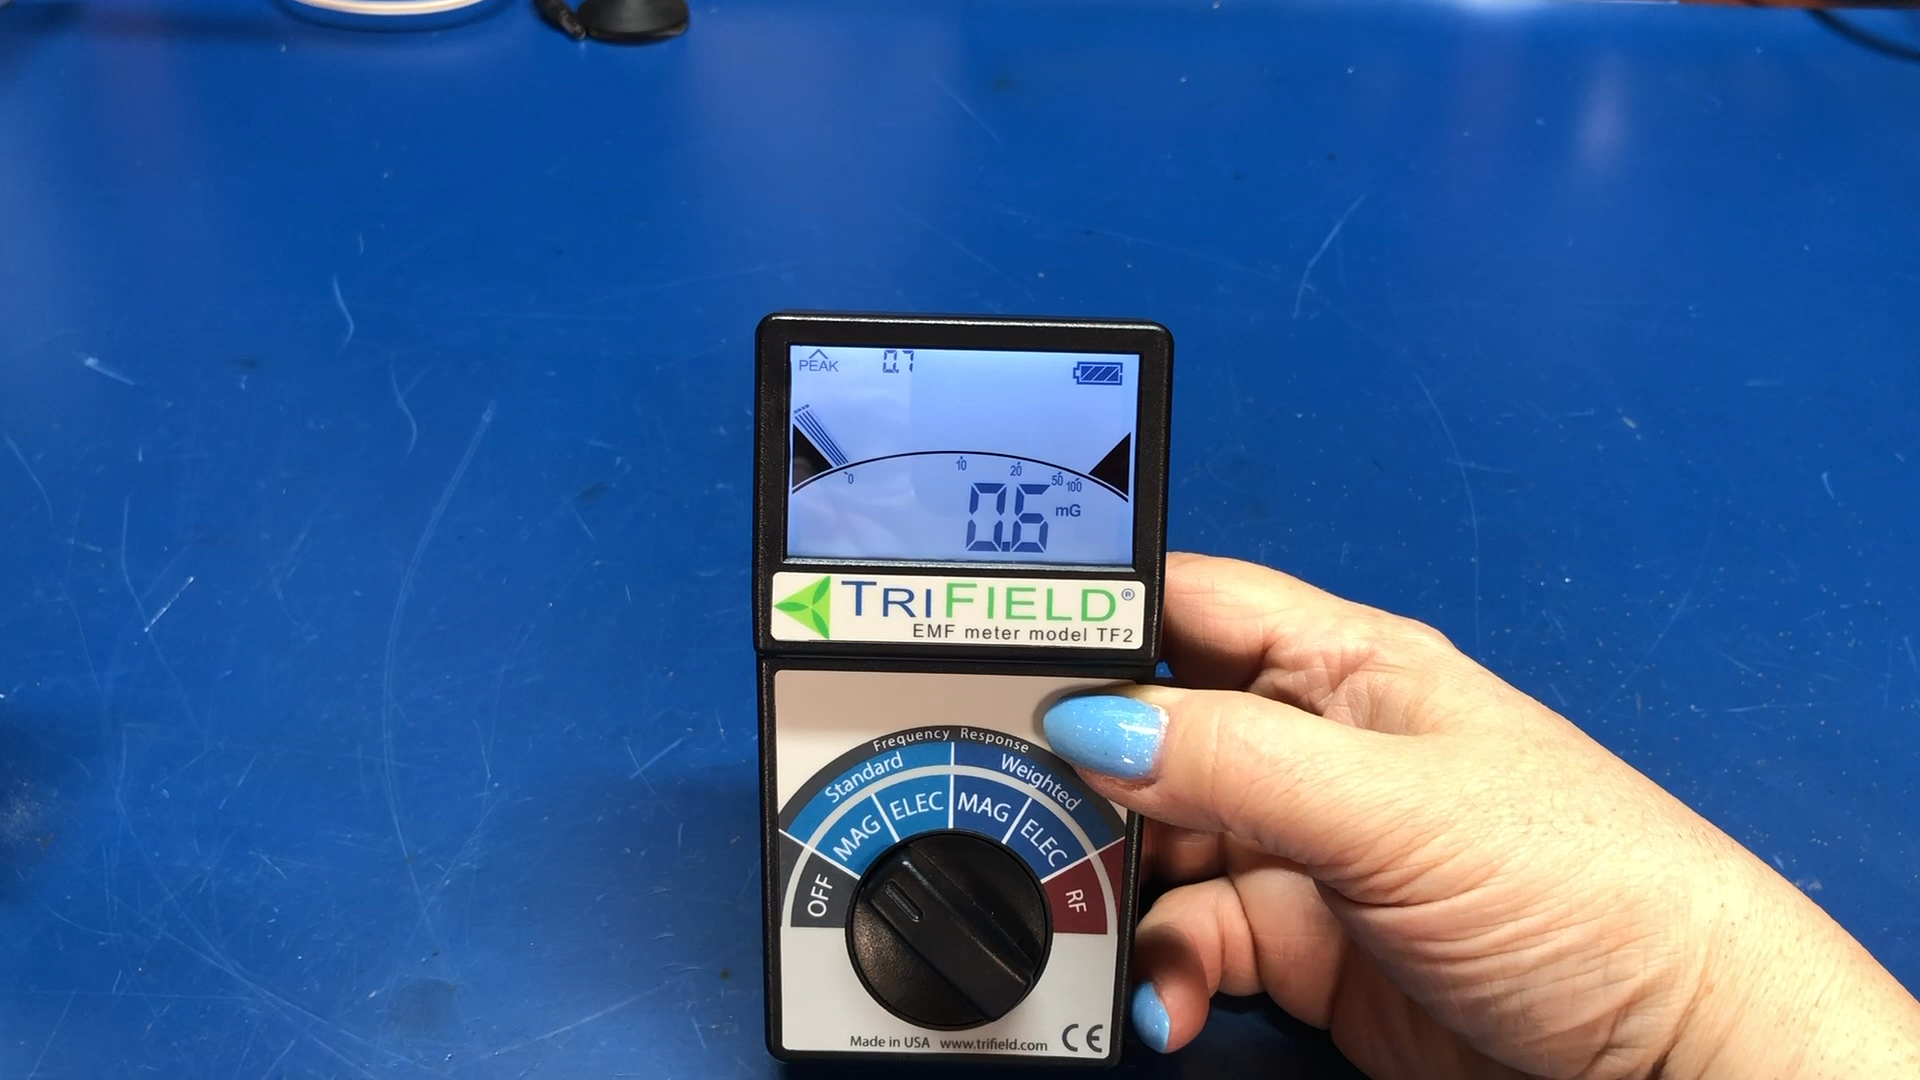 PEAK 0.7
0 10 20 50 100
0.6 mG
TRIFIELD®
EMF meter model TF2
Frequency Response
Standard Weighted
OFF MAG ELEC MAG ELEC RF
Made in USA www.trifield.com CE